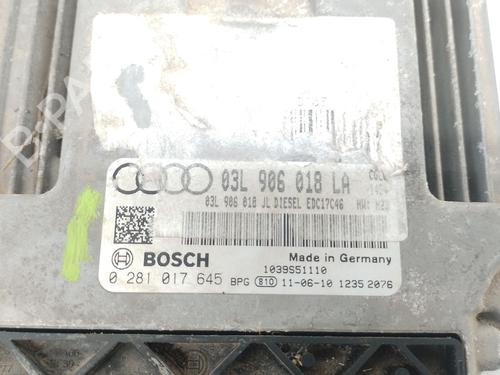 B-PARTS
03L 906 018 LA
03L 906 018 JL DIESEL EDC17C46
BOSCH
Made in Germany
1039S51110
0 281 017 645 BPG 810 11-06-10 1235 2076